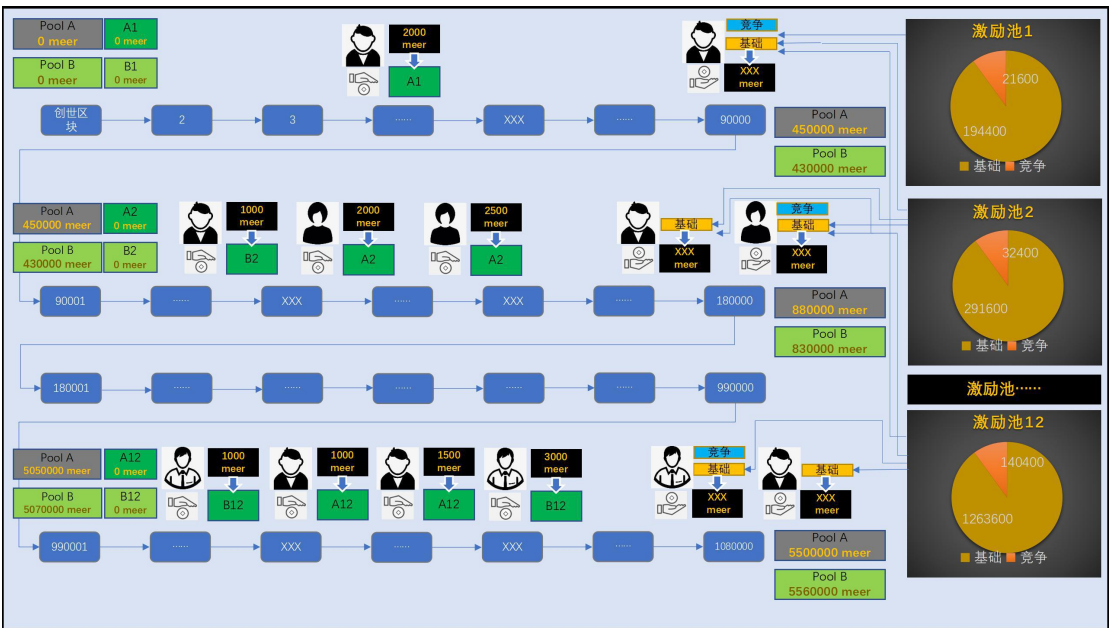 Pool A
0 meer
A1
0 meer
Pool B
0 meer
B1
0 meer
2000
meer
A1
竞争
基础
XXX
meer
激励池1
21600
194400
基础
竞争
创世区
块
2
3
......
XXX
......
90000
Pool A
450000 meer
Pool B
430000 meer
Pool A
450000 meer
A2
0 meer
Pool B
430000 meer
B2
0 meer
1000
meer
B2
2000
meer
A2
2500
meer
A2
基础
XXX
meer
竞争
基础
XXX
meer
激励池2
32400
291600
基础
竞争
90001
......
XXX
......
XXX
......
180000
Pool A
880000 meer
Pool B
830000 meer
180001
......
......
......
......
......
990000
激励池······
Pool A
5050000 meer
A12
0 meer
Pool B
5070000 meer
B12
0 meer
1000
meer
B12
1000
meer
A12
1500
meer
A12
3000
meer
B12
竞争
基础
XXX
meer
基础
XXX
meer
激励池12
140400
1263600
基础
竞争
990001
......
XXX
......
XXX
......
1080000
Pool A
5500000 meer
Pool B
5560000 meer